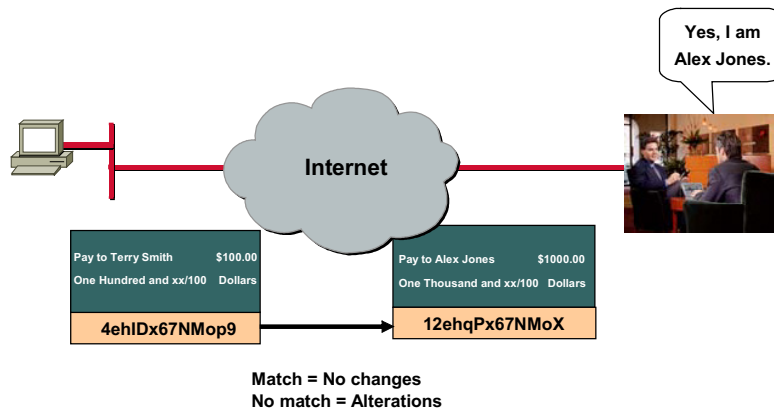 Yes, I am
Alex Jones.
Internet
Pay to Terry Smith $100.00
One Hundred and xx/100 Dollars
4ehIDx67NMop9
Pay to Alex Jones $1000.00
One Thousand and xx/100 Dollars
12ehqPx67NMoX
Match = No changes
No match = Alterations